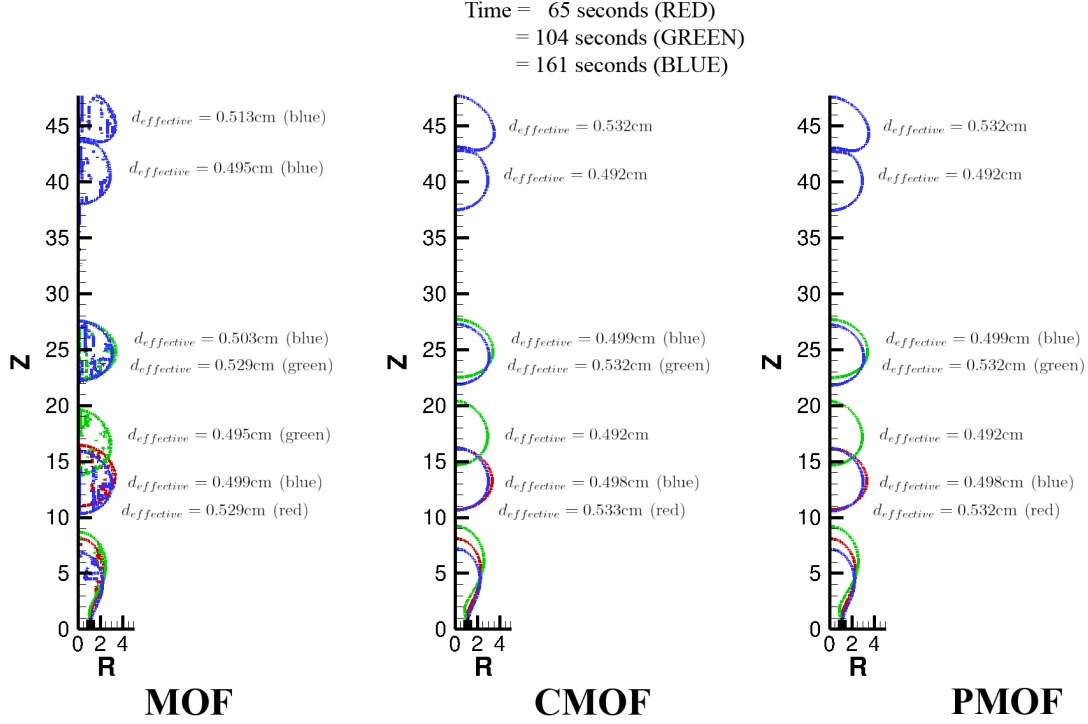 Time = 65 seconds (RED)
= 104 seconds (GREEN)
= 161 seconds (BLUE)
45
40
35
30
25
20
15
10
5
0
Z
0 2 4
R
d_effective = 0.513cm (blue)
d_effective = 0.495cm (blue)
d_effective = 0.503cm (blue)
d_effective = 0.529cm (green)
d_effective = 0.495cm (green)
d_effective = 0.499cm (blue)
d_effective = 0.529cm (red)
MOF
45
40
35
30
25
20
15
10
5
0
Z
0 2 4
R
d_effective = 0.532cm
d_effective = 0.492cm
d_effective = 0.499cm (blue)
d_effective = 0.532cm (green)
d_effective = 0.492cm
d_effective = 0.498cm (blue)
d_effective = 0.533cm (red)
CMOF
45
40
35
30
25
20
15
10
5
0
Z
0 2 4
R
d_effective = 0.532cm
d_effective = 0.492cm
d_effective = 0.499cm (blue)
d_effective = 0.532cm (green)
d_effective = 0.492cm
d_effective = 0.498cm (blue)
d_effective = 0.532cm (red)
PMOF